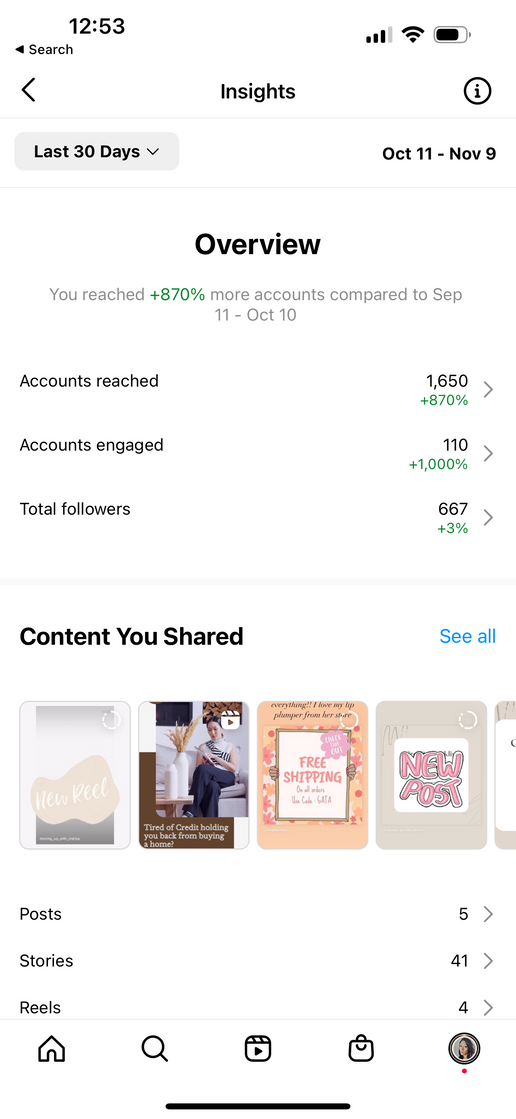 12:53
◀ Search
Insights
Last 30 Days
Oct 11 - Nov 9
Overview
You reached +870% more accounts compared to Sep
11 - Oct 10
Accounts reached
1,650
+870%
Accounts engaged
110
+1,000%
Total followers
667
+3%
Content You Shared
See all
New Reel
Tired of Credit holding
you back from buying
a home?
everything!! I love my lip
plumper from her store
FREE
SHIPPING
On all orders
Use Code: GATA
NEW
POST
Posts
5
Stories
41
Reels
4